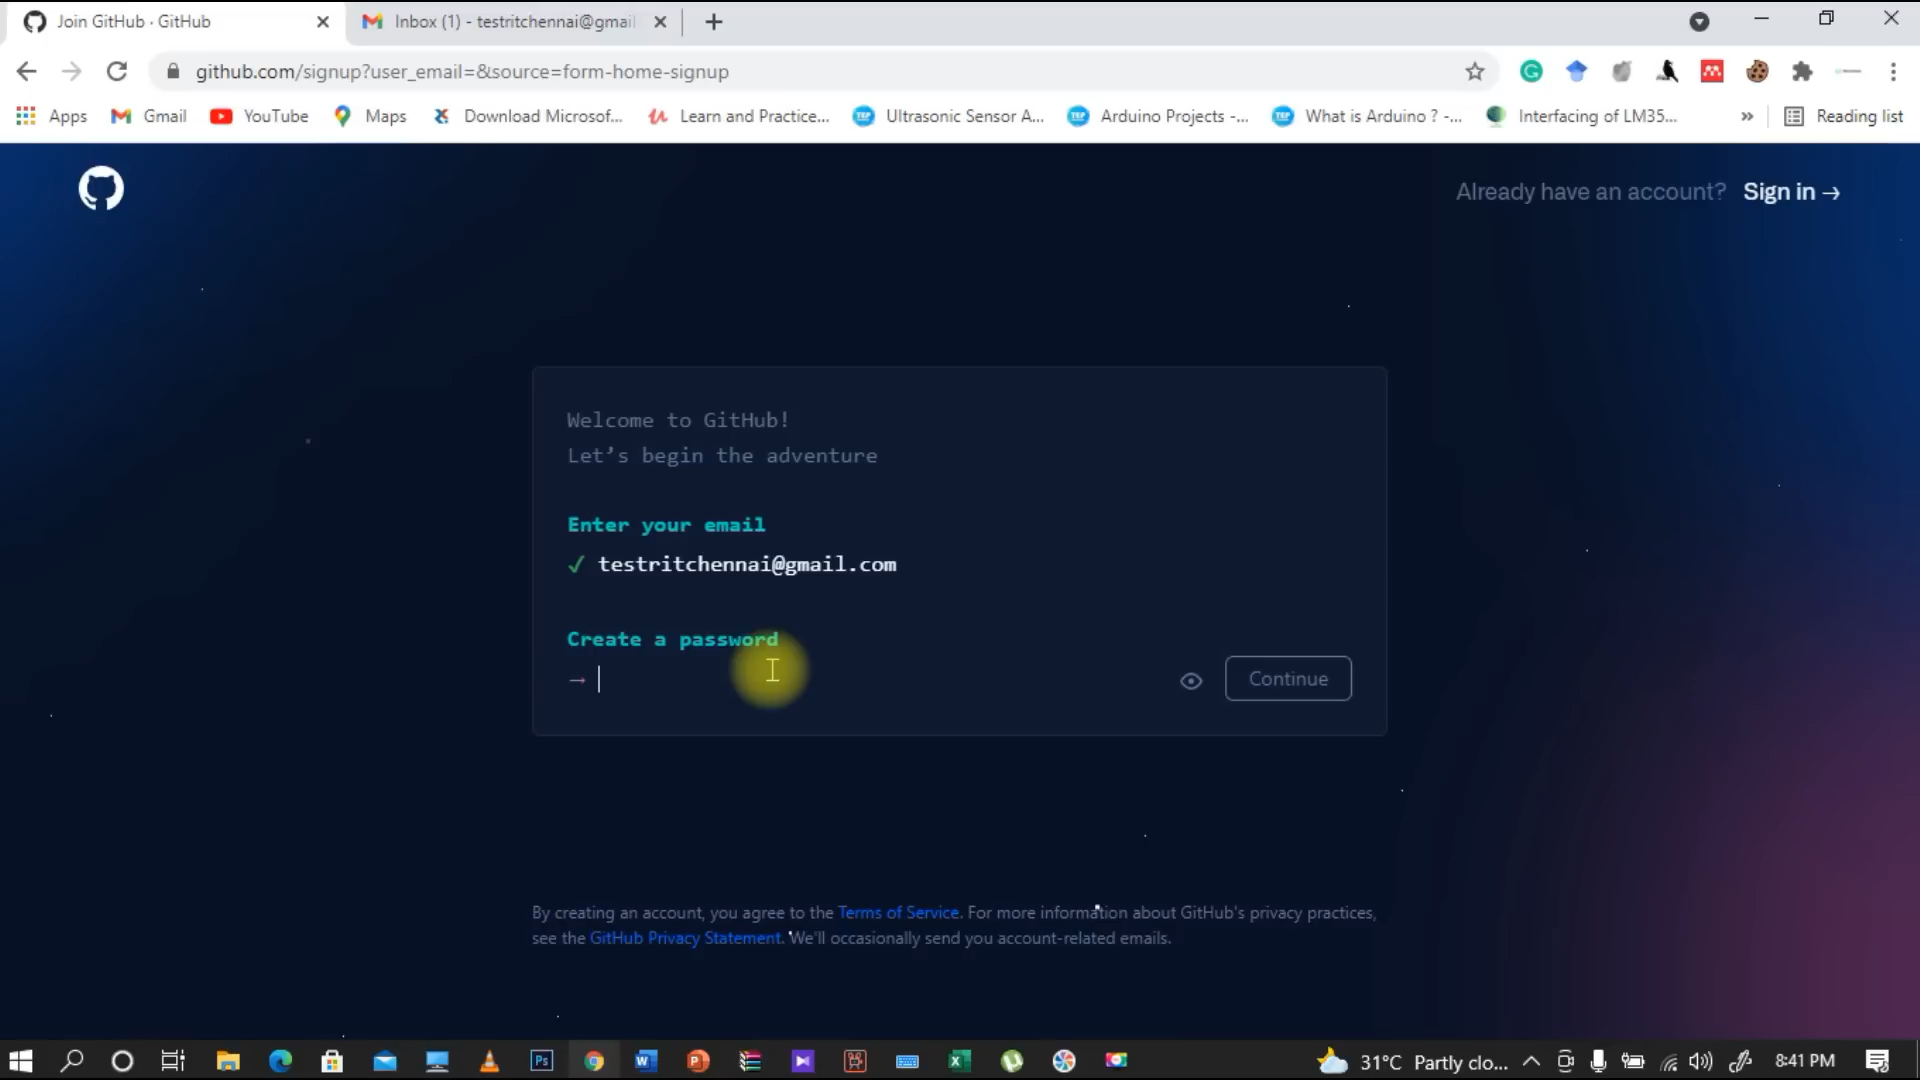 Join GitHub · GitHub
Inbox (1) - testritchennai@gmail
github.com/signup?user_email=&source=form-home-signup
Apps
Gmail
YouTube
Maps
Download Microsof...
Learn and Practice...
Ultrasonic Sensor A...
Arduino Projects -...
What is Arduino ? -...
Interfacing of LM35...
Reading list
Already have an account? Sign in →
Welcome to GitHub!
Let's begin the adventure
Enter your email
✓ testritchennai@gmail.com
Create a password
→
Continue
By creating an account, you agree to the Terms of Service. For more information about GitHub's privacy practices,
see the GitHub Privacy Statement. We'll occasionally send you account-related emails.
31°C Partly clo...
8:41 PM